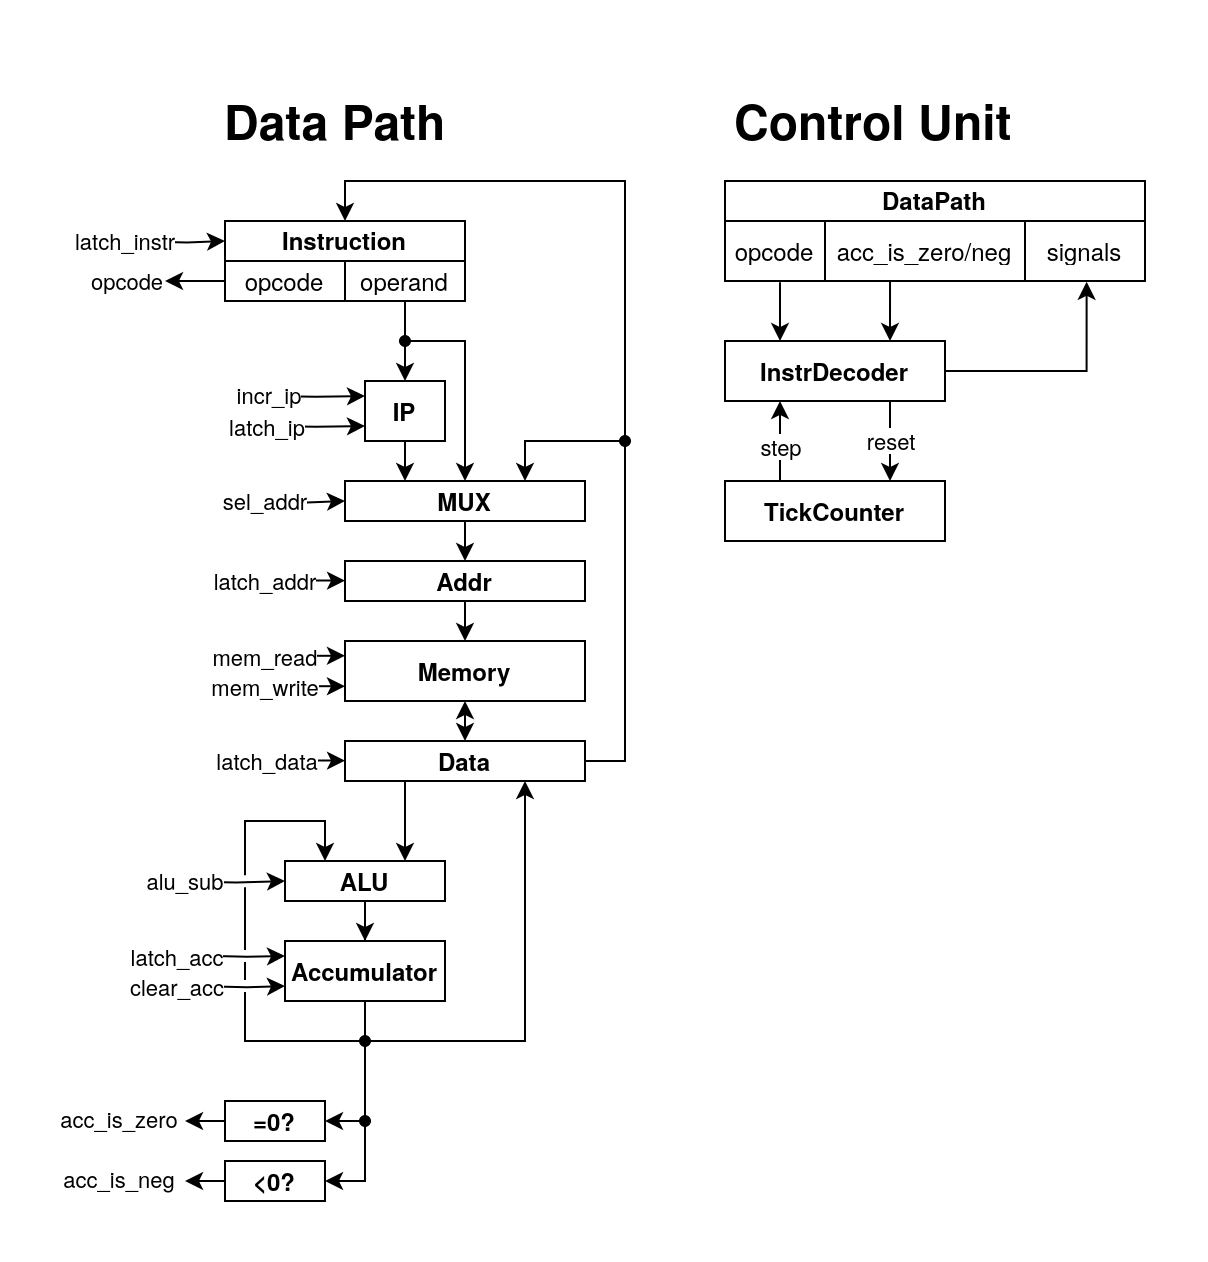 Data Path
Control Unit
DataPath
opcode acc_is_zero/neg signals
InstrDecoder
step reset
TickCounter
latch_instr
Instruction
opcode
opcode operand
incr_ip
latch_ip
IP
sel_addr
MUX
latch_addr
Addr
mem_read
mem_write
Memory
latch_data
Data
alu_sub
ALU
latch_acc
clear_acc
Accumulator
acc_is_zero
=0?
acc_is_neg
<0?